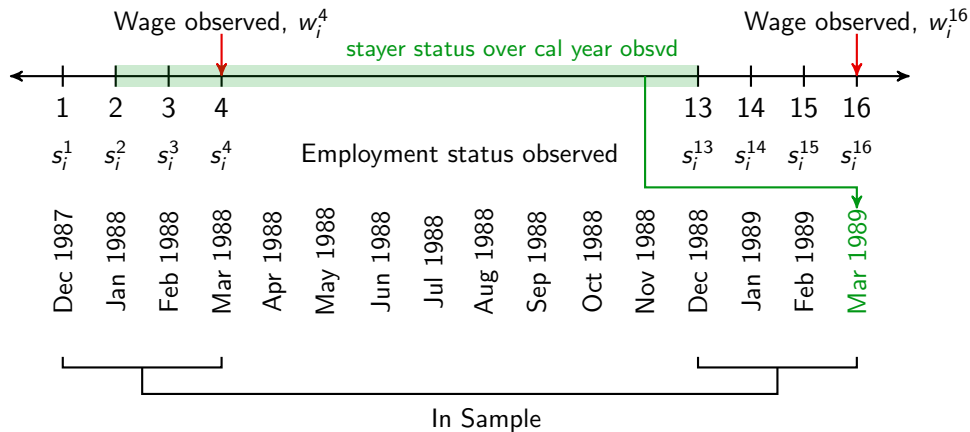 Wage observed, w_i^4
Wage observed, w_i^16
stayer status over cal year obsvd
1 2 3 4 13 14 15 16
s_i^1 s_i^2 s_i^3 s_i^4 Employment status observed s_i^13 s_i^14 s_i^15 s_i^16
Dec 1987
Jan 1988
Feb 1988
Mar 1988
Apr 1988
May 1988
Jun 1988
Jul 1988
Aug 1988
Sep 1988
Oct 1988
Nov 1988
Dec 1988
Jan 1989
Feb 1989
Mar 1989
In Sample